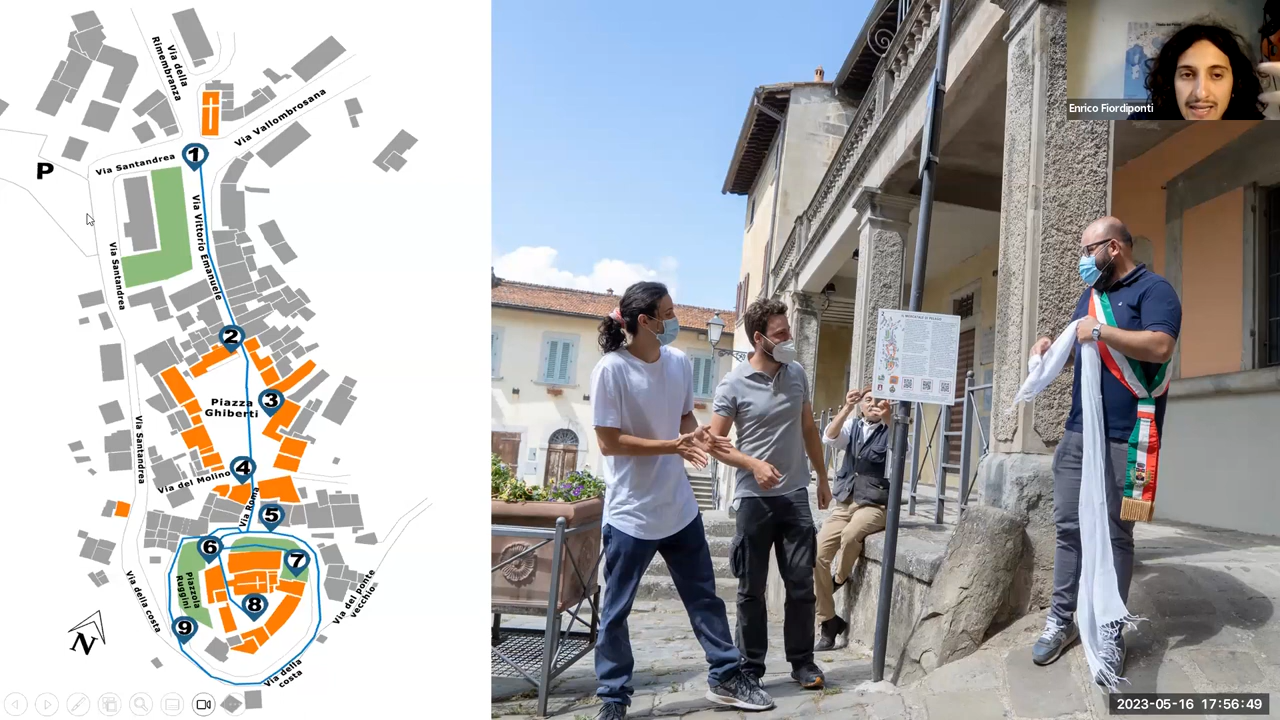 Via della
Rimembranza
Via Vallombrosana
1
Via Santandrea
P
Via Vittorio Emanuele
Via Santandrea
2
3
Piazza
Ghiberti
Via Santandrea
4
Via del Molino
Via Roma
5
6
7
Piazzola
Ruggini
8
9
Via della costa
Via del ponte
vecchio
N
Via della
costa
Enrico Fiordiponti
2023-05-16 17:56:49